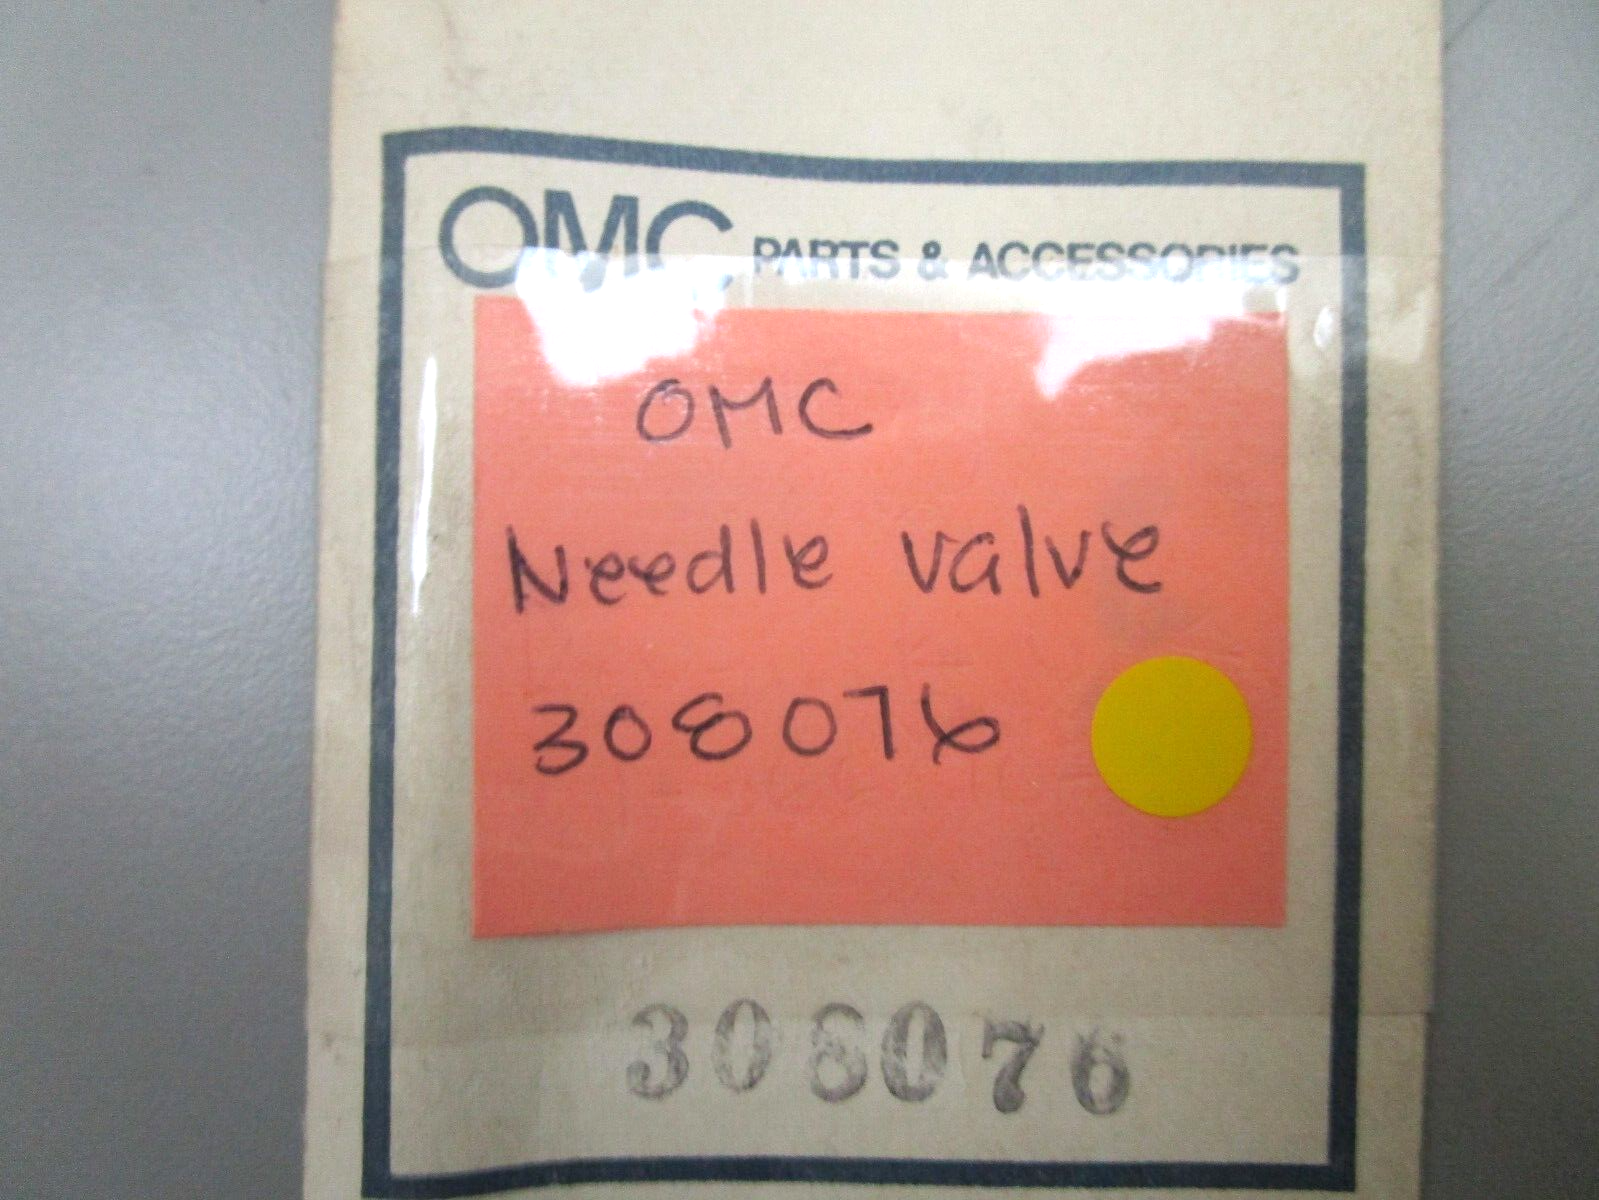 OMC PARTS & ACCESSORIES
OMC
Needle valve
308076
308076